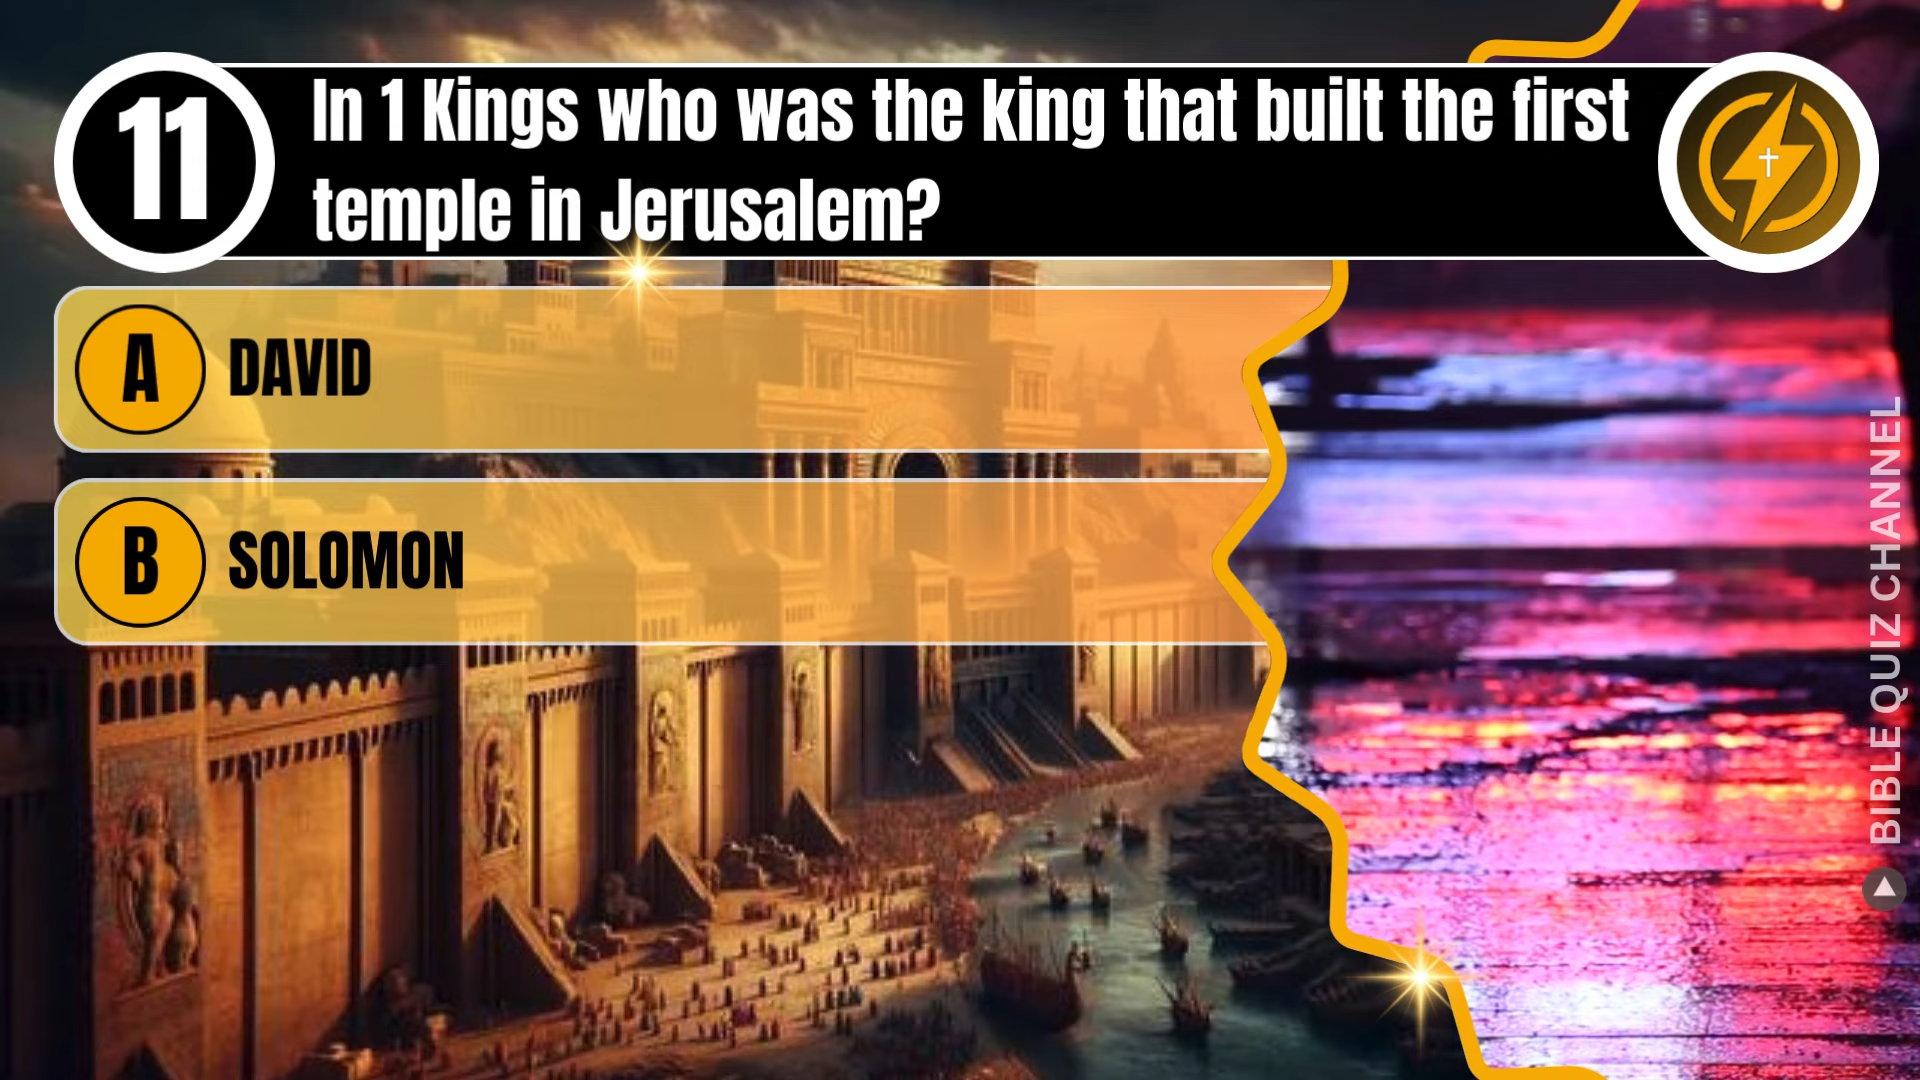 11
In 1 Kings who was the king that built the first
temple in Jerusalem?
A DAVID
B SOLOMON
BIBLE QUIZ CHANNEL